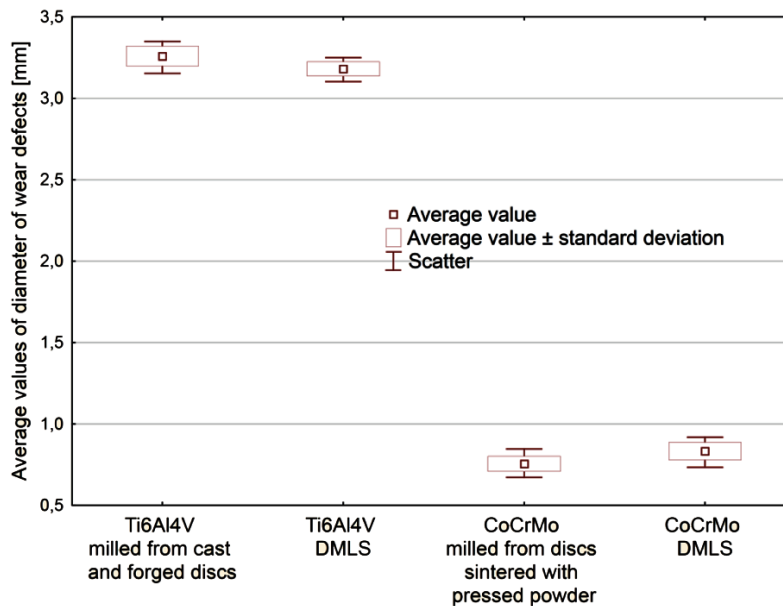 Average values of diameter of wear defects [mm]
3,5
3,0
2,5
2,0
1,5
1,0
0,5
Average value
Average value ± standard deviation
Scatter
Ti6Al4V
milled from cast
and forged discs
Ti6Al4V
DMLS
CoCrMo
milled from discs
sintered with
pressed powder
CoCrMo
DMLS